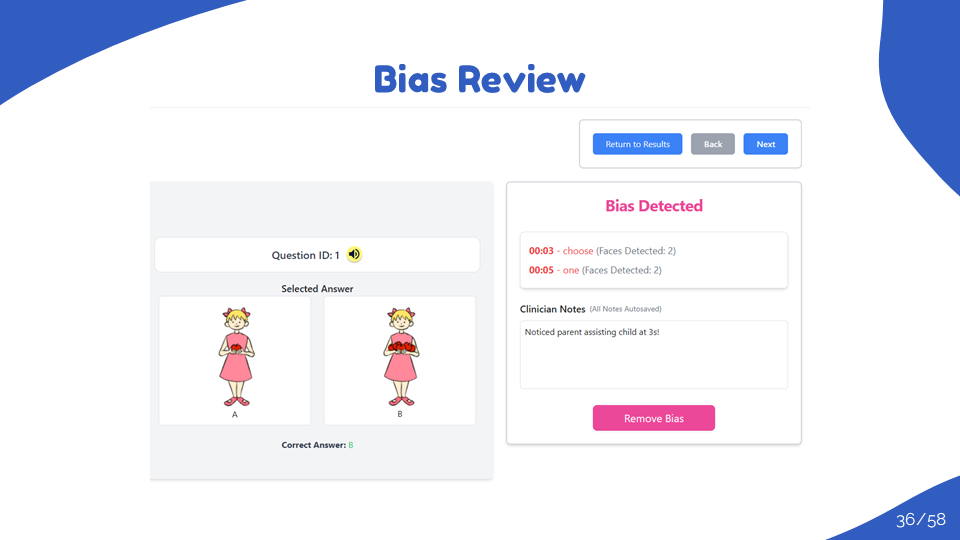 Bias Review
Return to Results
Back
Next
Question ID: 1
Selected Answer
A
B
Correct Answer: B
Bias Detected
00:03 - choose (Faces Detected: 2)
00:05 - one (Faces Detected: 2)
Clinician Notes (All Notes Autosaved)
Noticed parent assisting child at 3s!
Remove Bias
36/58